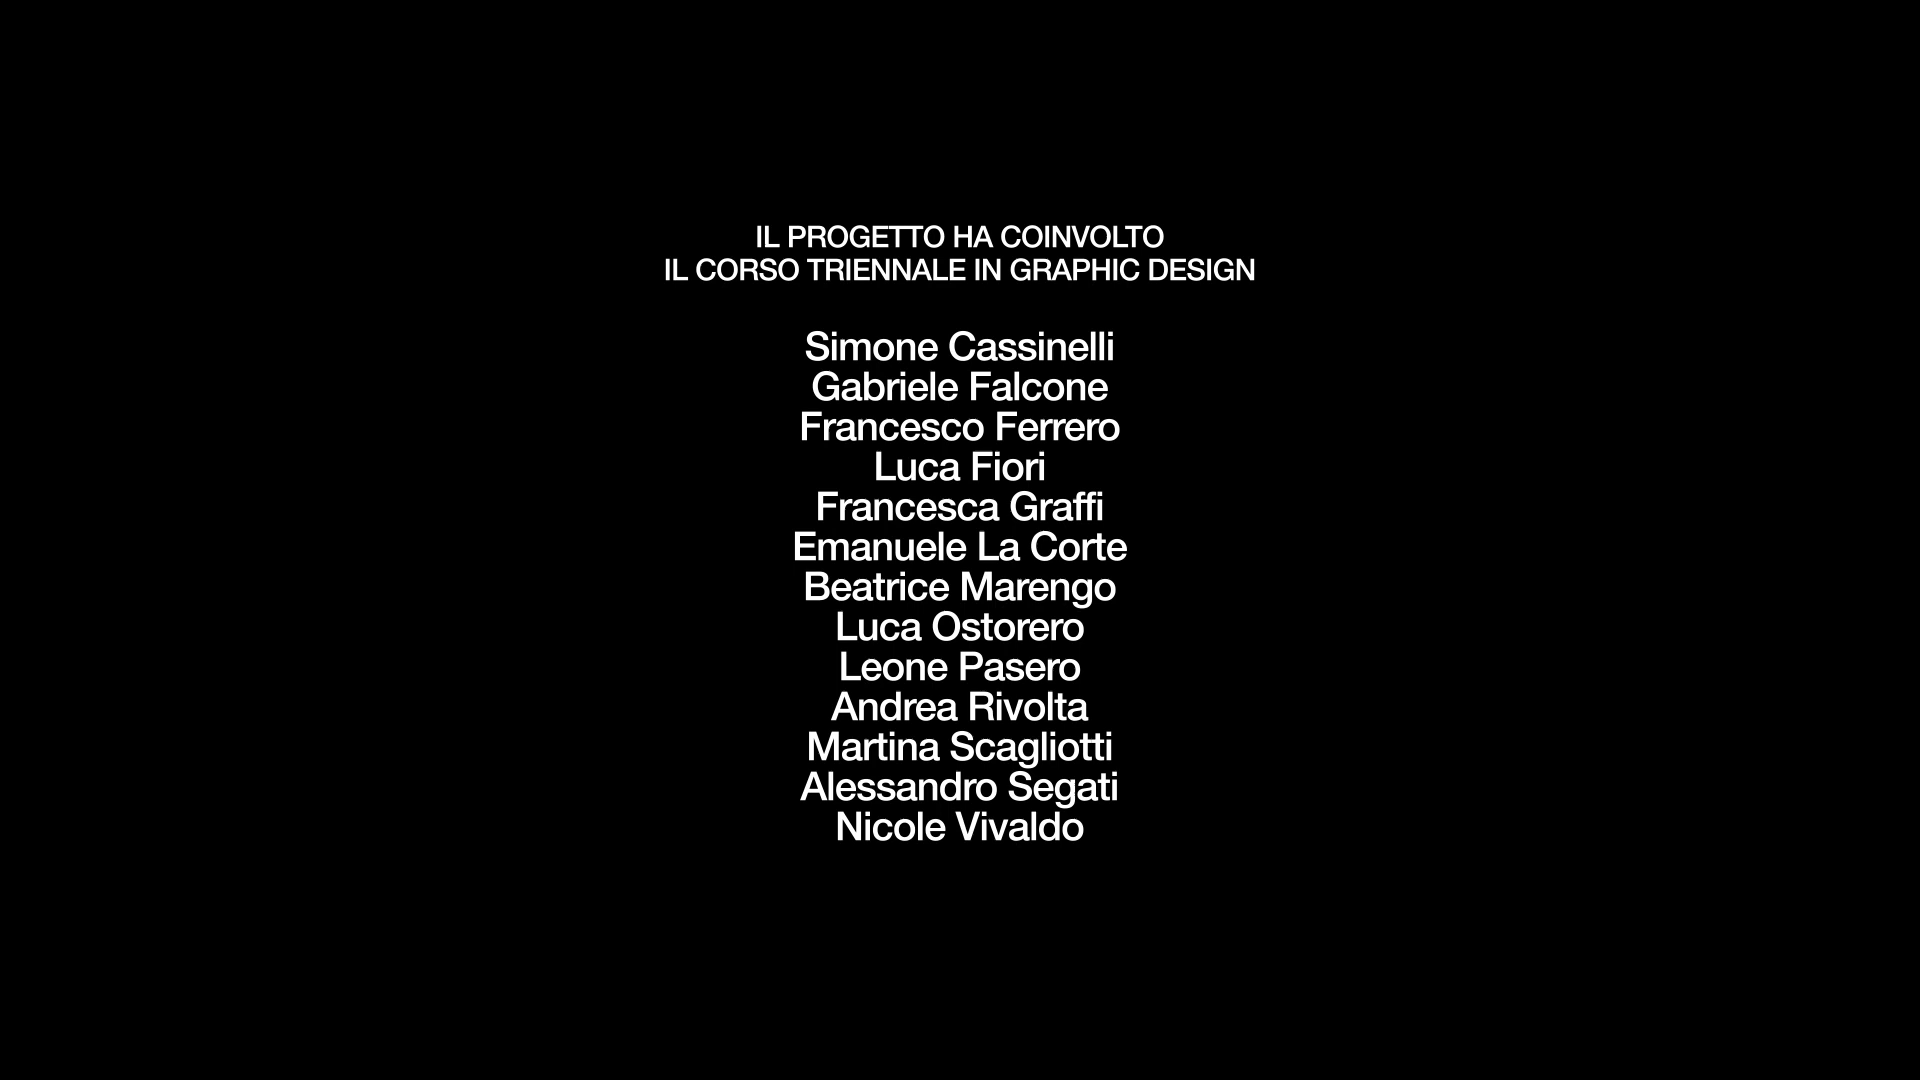 IL PROGETTO HA COINVOLTO
IL CORSO TRIENNALE IN GRAPHIC DESIGN
Simone Cassinelli
Gabriele Falcone
Francesco Ferrero
Luca Fiori
Francesca Graffi
Emanuele La Corte
Beatrice Marengo
Luca Ostorero
Leone Pasero
Andrea Rivolta
Martina Scagliotti
Alessandro Segati
Nicole Vivaldo